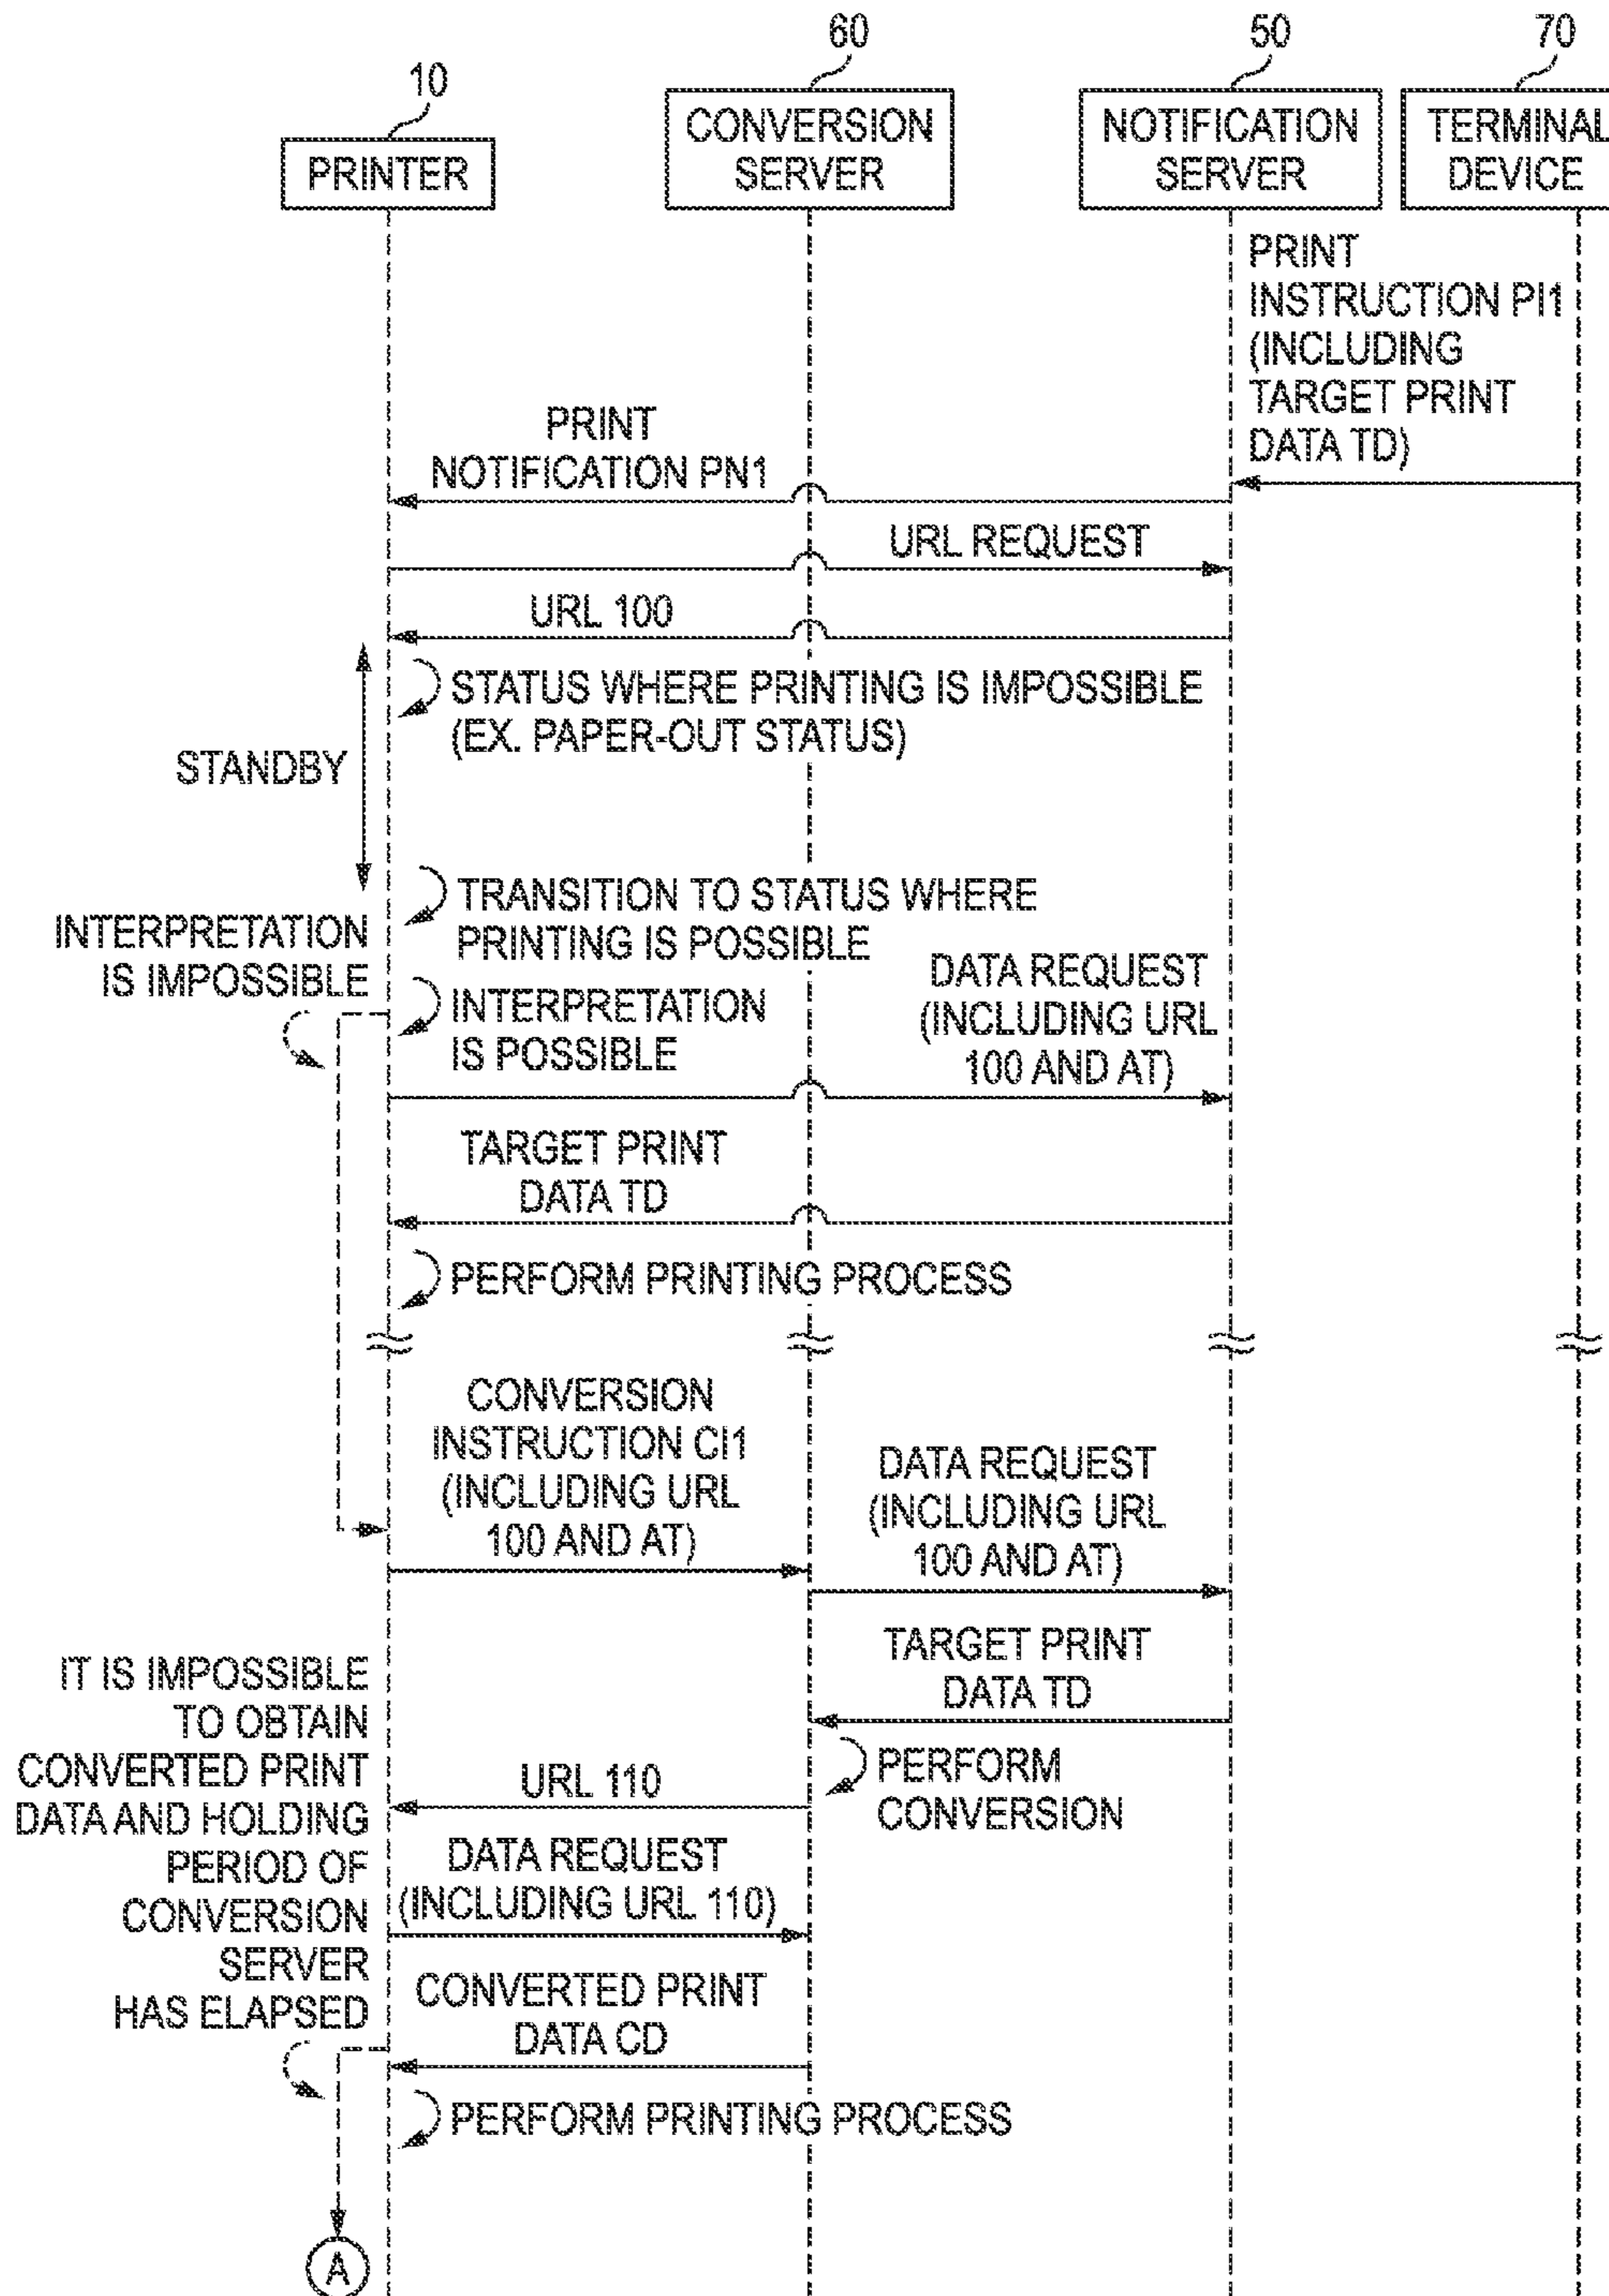 60
50
70
10
CONVERSION
SERVER
NOTIFICATION
SERVER
TERMINAL
DEVICE
PRINTER
PRINT
INSTRUCTION PI1
(INCLUDING
TARGET PRINT
DATA TD)
PRINT
NOTIFICATION PN1
URL REQUEST
URL 100
STATUS WHERE PRINTING IS IMPOSSIBLE
(EX. PAPER-OUT STATUS)
STANDBY
TRANSITION TO STATUS WHERE
PRINTING IS POSSIBLE
INTERPRETATION
IS IMPOSSIBLE
INTERPRETATION
IS POSSIBLE
DATA REQUEST
(INCLUDING URL
100 AND AT)
TARGET PRINT
DATA TD
PERFORM PRINTING PROCESS
CONVERSION
INSTRUCTION CI1
(INCLUDING URL
100 AND AT)
DATA REQUEST
(INCLUDING URL
100 AND AT)
TARGET PRINT
DATA TD
PERFORM
CONVERSION
URL 110
IT IS IMPOSSIBLE
TO OBTAIN
CONVERTED PRINT
DATA AND HOLDING
PERIOD OF
CONVERSION
SERVER
HAS ELAPSED
DATA REQUEST
(INCLUDING URL 110)
CONVERTED PRINT
DATA CD
PERFORM PRINTING PROCESS
A